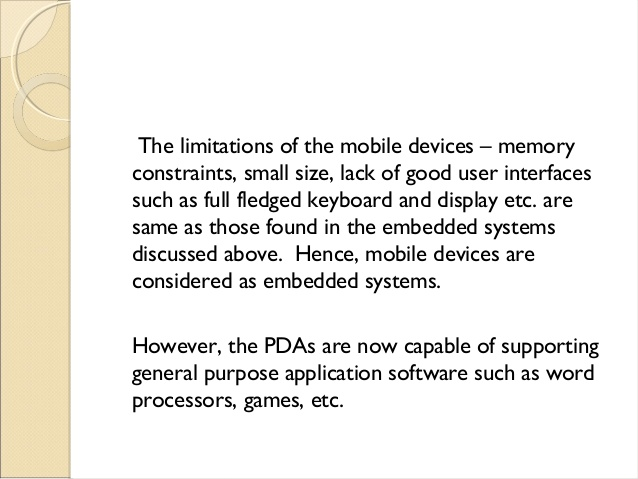 The limitations of the mobile devices – memory
constraints, small size, lack of good user interfaces
such as full fledged keyboard and display etc. are
same as those found in the embedded systems
discussed above.  Hence, mobile devices are
considered as embedded systems.
However, the PDAs are now capable of supporting
general purpose application software such as word
processors, games, etc.